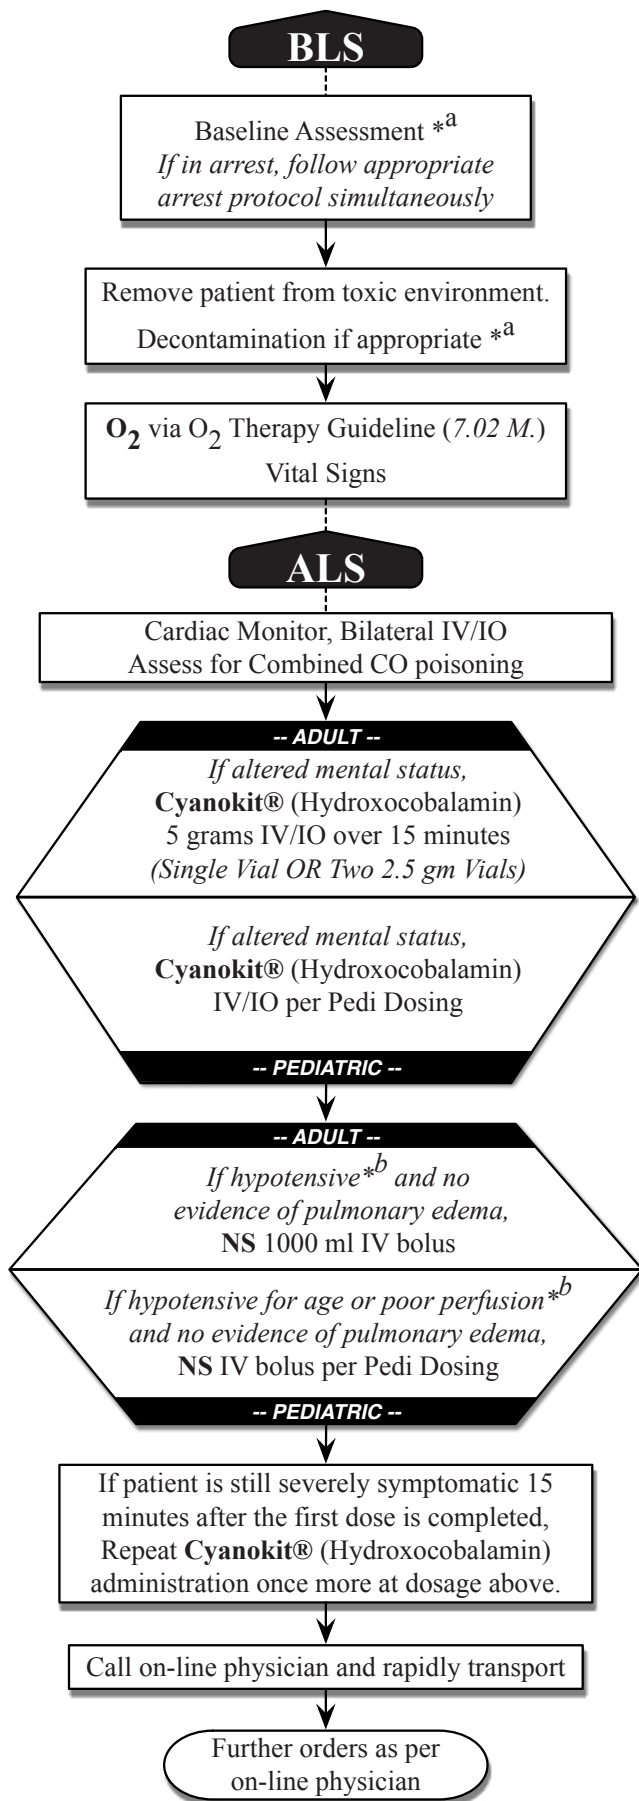 BLS
Baseline Assessment *a
If in arrest, follow appropriate
arrest protocol simultaneously
Remove patient from toxic environment.
Decontamination if appropriate *a
O2 via O2 Therapy Guideline (7.02 M.)
Vital Signs
ALS
Cardiac Monitor, Bilateral IV/IO
Assess for Combined CO poisoning
-- ADULT --
If altered mental status,
Cyanokit® (Hydroxocobalamin)
5 grams IV/IO over 15 minutes
(Single Vial OR Two 2.5 gm Vials)
If altered mental status,
Cyanokit® (Hydroxocobalamin)
IV/IO per Pedi Dosing
-- PEDIATRIC --
-- ADULT --
If hypotensive*b and no
evidence of pulmonary edema,
NS 1000 ml IV bolus
If hypotensive for age or poor perfusion*b
and no evidence of pulmonary edema,
NS IV bolus per Pedi Dosing
-- PEDIATRIC --
If patient is still severely symptomatic 15
minutes after the first dose is completed,
Repeat Cyanokit® (Hydroxocobalamin)
administration once more at dosage above.
Call on-line physician and rapidly transport
Further orders as per
on-line physician